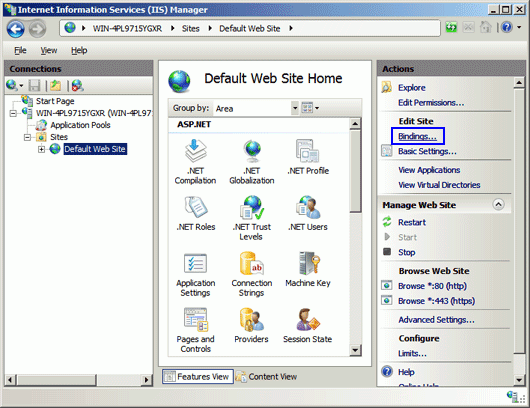 Internet Information Services (IIS) Manager
WIN-4PL9715YGXR
Sites
Default Web Site
File View Help
Connections
Start Page
WIN-4PL9715YGXR (WIN-4PL97
Application Pools
Sites
Default Web Site
Default Web Site Home
Group by: Area
ASP.NET
.NET Compilation
.NET Globalization
.NET Profile
.NET Roles
.NET Trust Levels
.NET Users
Application Settings
Connection Strings
Machine Key
Pages and Controls
Providers
Session State
Features View
Content View
Actions
Explore
Edit Permissions...
Edit Site
Bindings...
Basic Settings...
View Applications
View Virtual Directories
Manage Web Site
Restart
Start
Stop
Browse Web Site
Browse *:80 (http)
Browse *:443 (https)
Advanced Settings...
Configure
Limits...
Help
Online Help